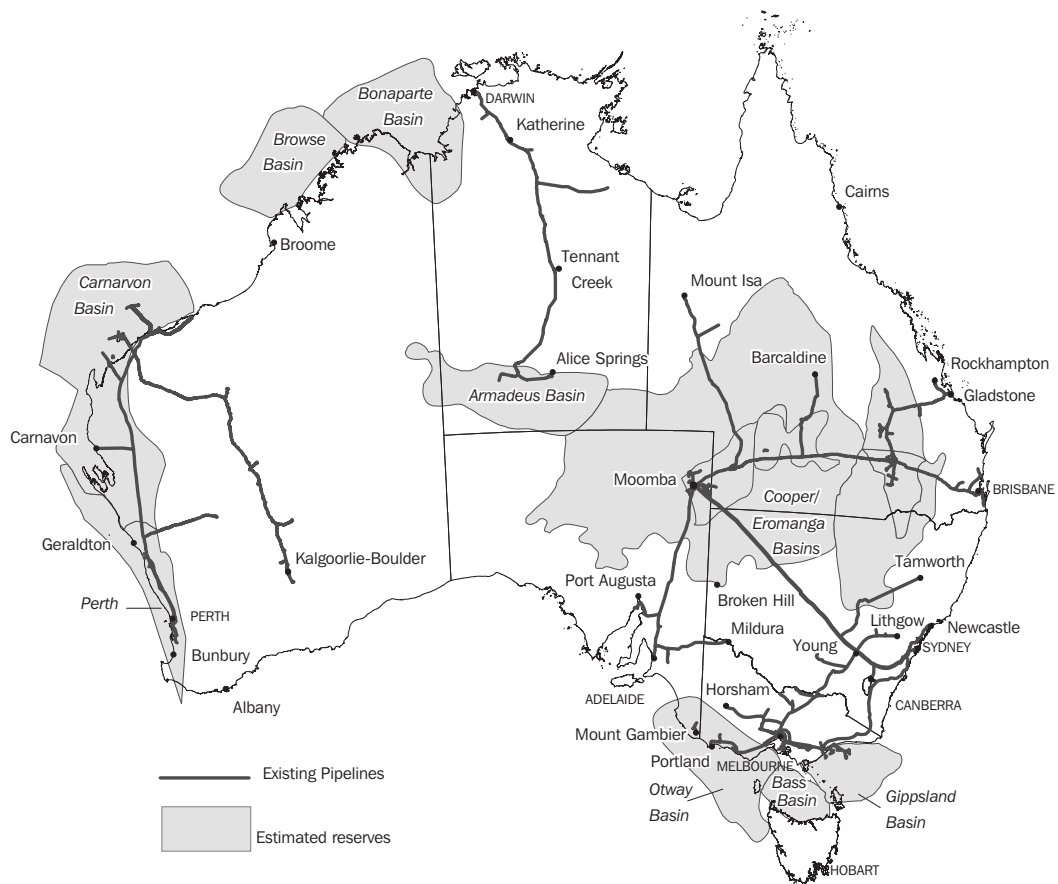 Bonaparte
Basin
DARWIN
Katherine
Browse
Basin
Cairns
Broome
Tennant
Creek
Carnarvon
Basin
Mount Isa
Alice Springs
Barcaldine
Rockhampton
Gladstone
Armadeus Basin
Carnavon
Moomba
BRISBANE
Cooper/
Eromanga
Basins
Geraldton
Kalgoorlie-Boulder
Tamworth
Port Augusta
Perth
PERTH
Broken Hill
Mildura
Lithgow
Newcastle
Young
SYDNEY
Bunbury
ADELAIDE
Horsham
CANBERRA
Albany
Mount Gambier
Portland
MELBOURNE
Existing Pipelines
Otway
Basin
Bass
Basin
Gippsland
Basin
Estimated reserves
HOBART